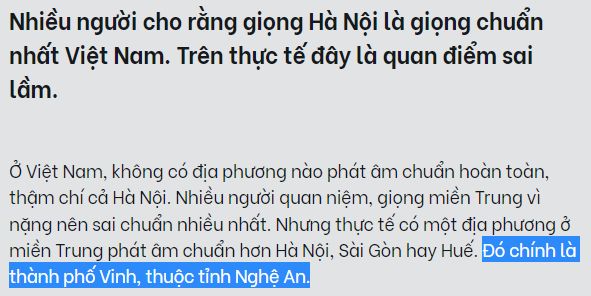 Nhiều người cho rằng giọng Hà Nội là giọng chuẩn
nhất Việt Nam. Trên thực tế đây là quan điểm sai
lầm.
Ở Việt Nam, không có địa phương nào phát âm chuẩn hoàn toàn,
thậm chí cả Hà Nội. Nhiều người quan niệm, giọng miền Trung vì
nặng nên sai chuẩn nhiều nhất. Nhưng thực tế có một địa phương ở
miền Trung phát âm chuẩn hơn Hà Nội, Sài Gòn hay Huế. Đó chính là
thành phố Vinh, thuộc tỉnh Nghệ An.